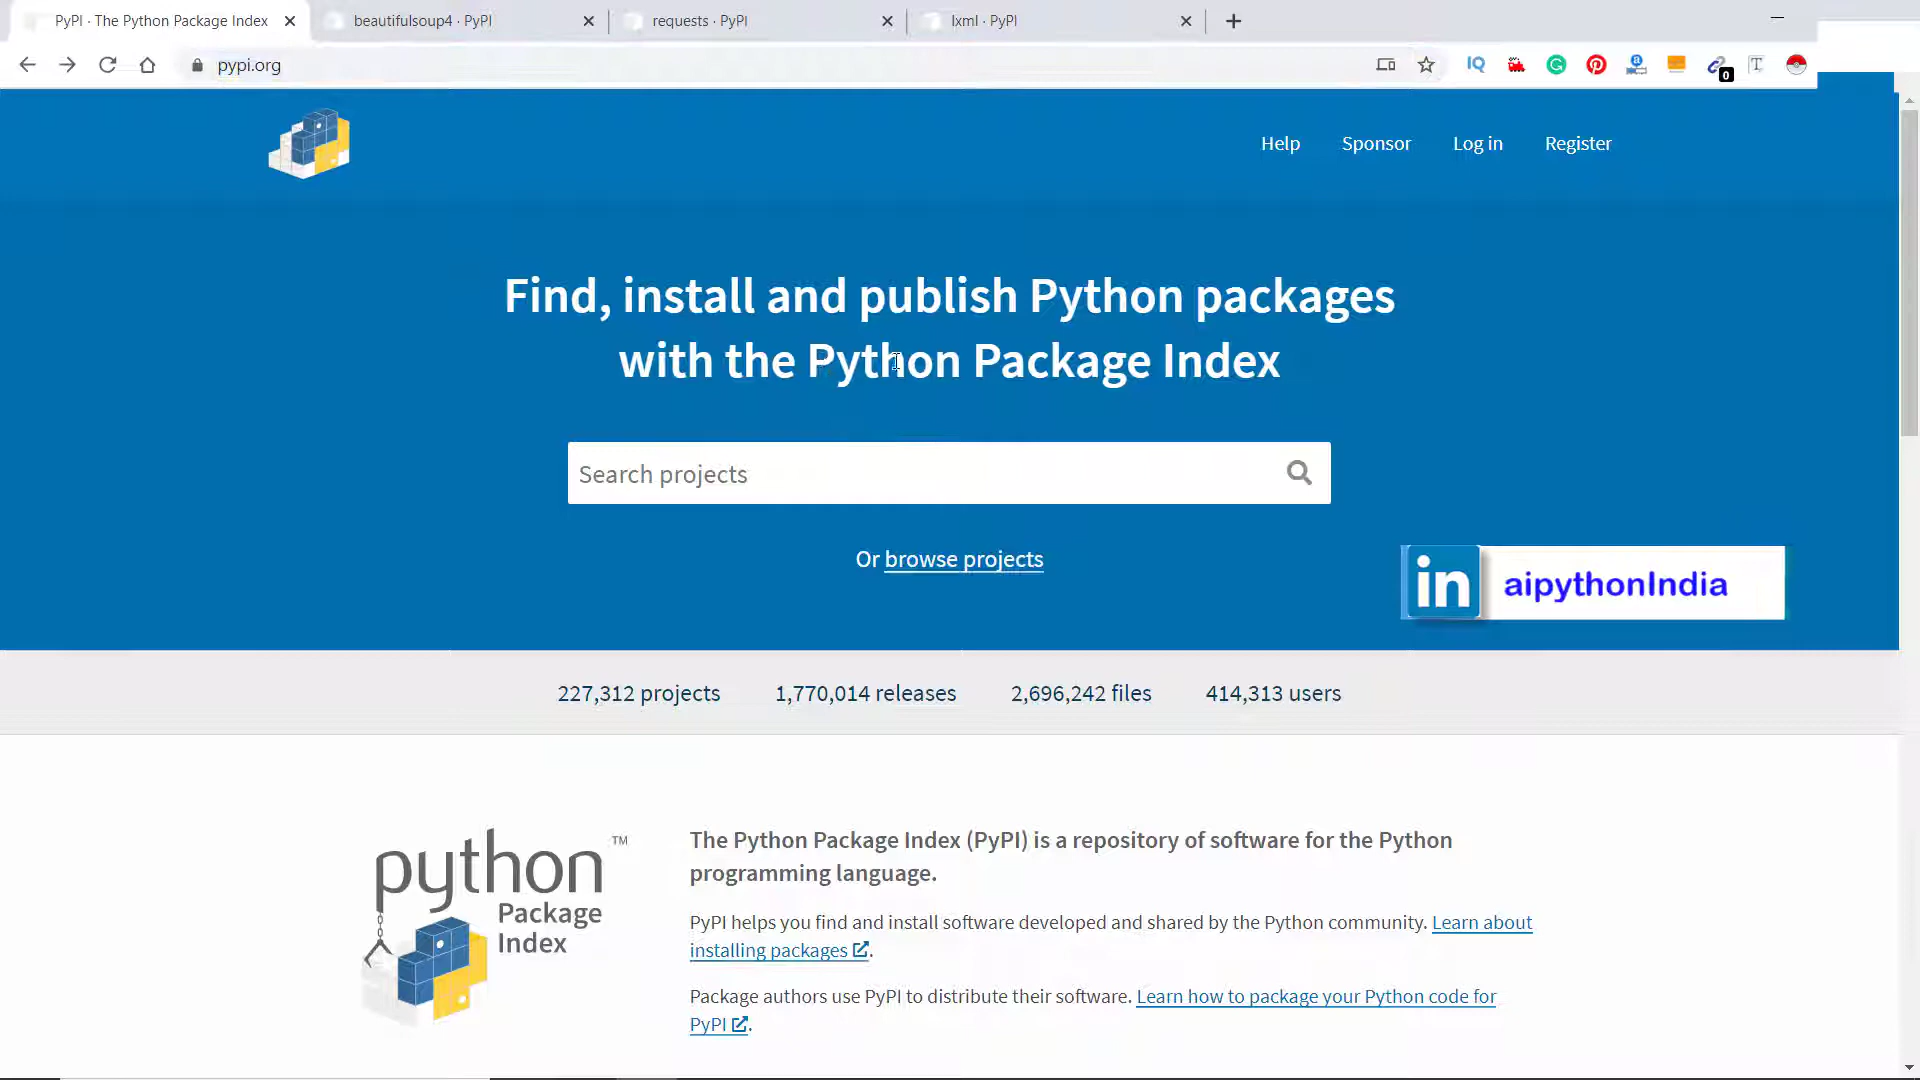 PyPI · The Python Package Index
beautifulsoup4 · PyPI
requests · PyPI
lxml · PyPI
pypi.org
IQ
0
T
Help
Sponsor
Log in
Register
Find, install and publish Python packages
with the Python Package Index
Search projects
Or browse projects
in aipythonIndia
227,312 projects
1,770,014 releases
2,696,242 files
414,313 users
python TM
Package
Index
The Python Package Index (PyPI) is a repository of software for the Python
programming language.
PyPI helps you find and install software developed and shared by the Python community. Learn about
installing packages.
Package authors use PyPI to distribute their software. Learn how to package your Python code for
PyPI.